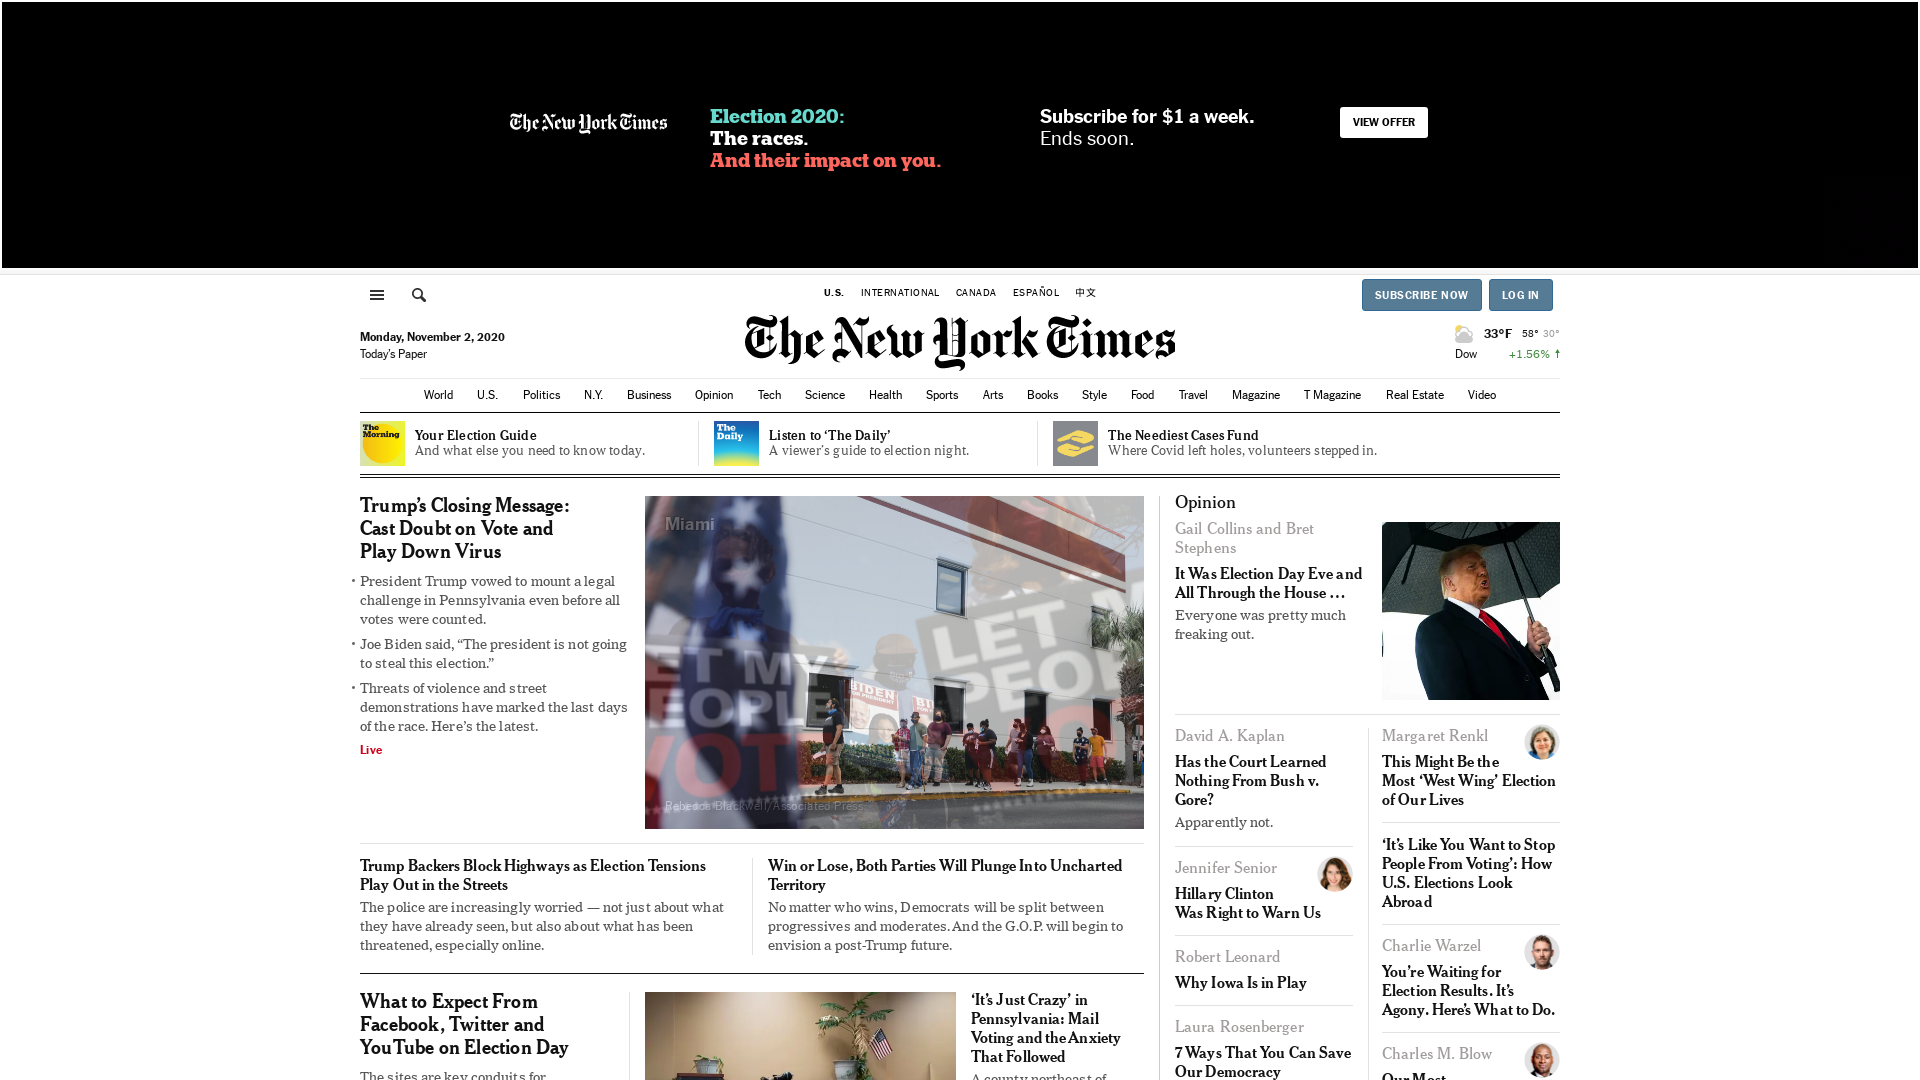 The New York Times
Election 2020:
The races.
And their impact on you.
Subscribe for $1 a week.
Ends soon.
VIEW OFFER
U.S. INTERNATIONAL CANADA ESPAÑOL 中文
SUBSCRIBE NOW LOG IN
Monday, November 2, 2020
Today's Paper
The New York Times
33°F 58° 30°
Dow +1.56% ↑
World U.S. Politics N.Y. Business Opinion Tech Science Health Sports Arts Books Style Food Travel Magazine T Magazine Real Estate Video
The
Morning
Your Election Guide
And what else you need to know today.
The
Daily
Listen to ‘The Daily’
A viewer's guide to election night.
The Neediest Cases Fund
Where Covid left holes, volunteers stepped in.
Trump’s Closing Message:
Cast Doubt on Vote and
Play Down Virus
• President Trump vowed to mount a legal
challenge in Pennsylvania even before all
votes were counted.
• Joe Biden said, “The president is not going
to steal this election.”
• Threats of violence and street
demonstrations have marked the last days
of the race. Here’s the latest.
Live
Miami
LET
PEOPL
ET MY
PEOPLE
VOT
BIDEN
Rebecca Blackwell/Associated Press
Trump Backers Block Highways as Election Tensions
Play Out in the Streets
The police are increasingly worried — not just about what
they have already seen, but also about what has been
threatened, especially online.
Win or Lose, Both Parties Will Plunge Into Uncharted
Territory
No matter who wins, Democrats will be split between
progressives and moderates. And the G.O.P. will begin to
envision a post-Trump future.
What to Expect From
Facebook, Twitter and
YouTube on Election Day
The sites are key conduits for
‘It’s Just Crazy’ in
Pennsylvania: Mail
Voting and the Anxiety
That Followed
A county northeast of
Opinion
Gail Collins and Bret
Stephens
It Was Election Day Eve and
All Through the House …
Everyone was pretty much
freaking out.
David A. Kaplan
Has the Court Learned
Nothing From Bush v.
Gore?
Apparently not.
Jennifer Senior
Hillary Clinton
Was Right to Warn Us
Robert Leonard
Why Iowa Is in Play
Laura Rosenberger
7 Ways That You Can Save
Our Democracy
Margaret Renkl
This Might Be the
Most ‘West Wing’ Election
of Our Lives
‘It’s Like You Want to Stop
People From Voting’: How
U.S. Elections Look
Abroad
Charlie Warzel
You’re Waiting for
Election Results. It’s
Agony. Here’s What to Do.
Charles M. Blow
Our Most